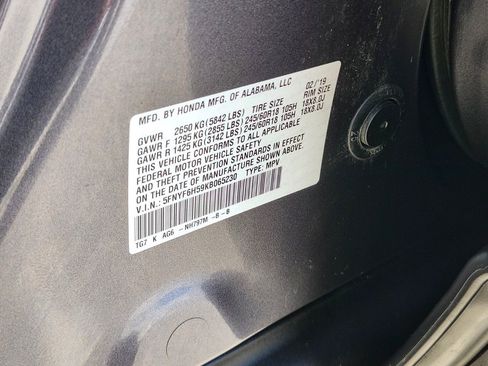 MFD. BY HONDA MFG. OF ALABAMA, LLC 02/'19
GVWR 2650 KG (5842 LBS) TIRE SIZE RIM SIZE
GAWR F 1295 KG (2855 LBS) 245/60R18 105H 18X8.0J
GAWR R 1425 KG (3142 LBS) 245/60R18 105H 18X8.0J
THIS VEHICLE CONFORMS TO ALL APPLICABLE
FEDERAL MOTOR VEHICLE SAFETY AND
THEFT PREVENTION STANDARDS IN EFFECT
ON THE DATE OF MANUFACTURE SHOWN ABOVE.
V.I.N.: 5FNYF6H59KB065230 TYPE: MPV
1G7 K AG6 -NH797M -B -B